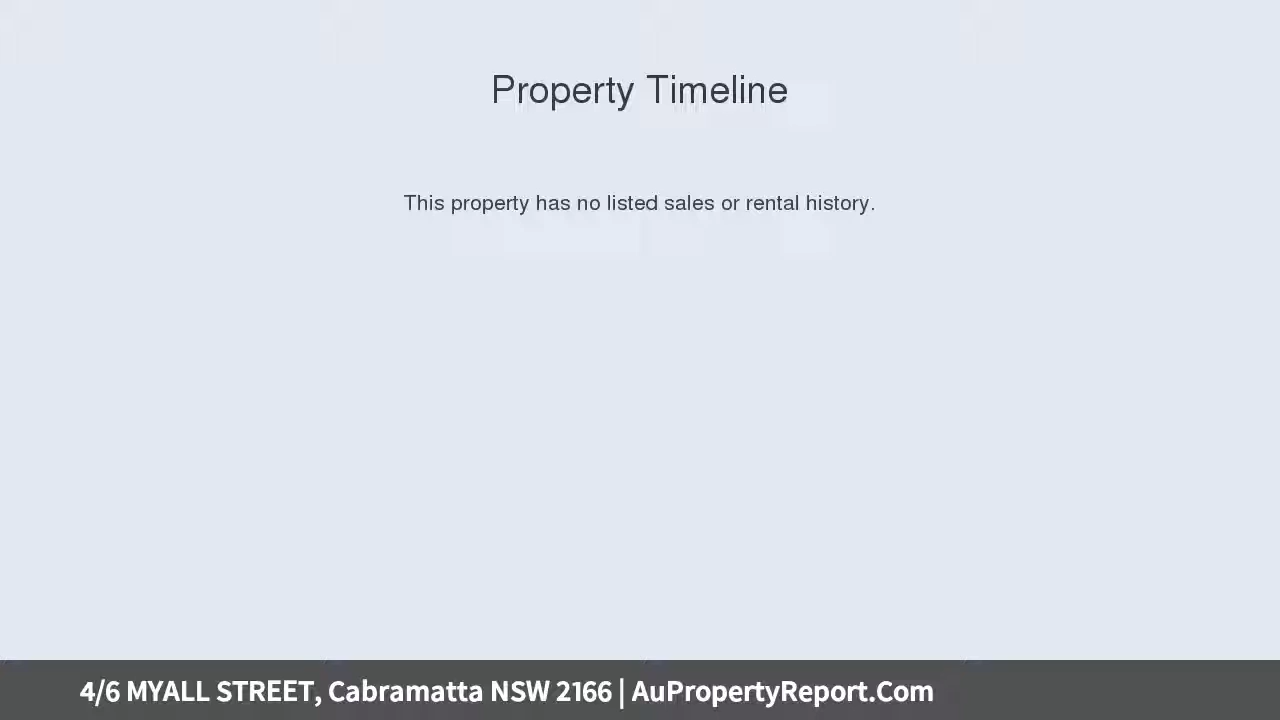 Property Timeline
This property has no listed sales or rental history.
4/6 MYALL STREET, Cabramatta NSW 2166 | AuPropertyReport.Com